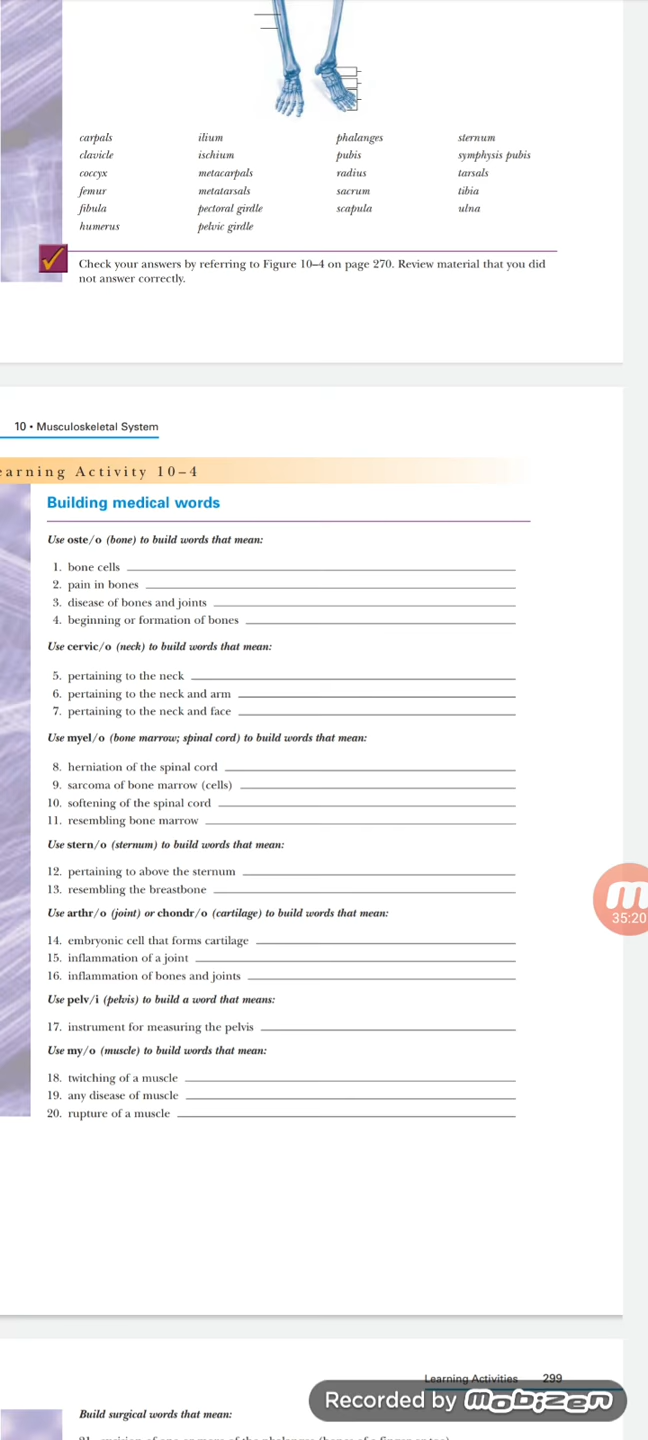 carpals ilium phalanges sternum
clavicle ischium pubis symphysis pubis
coccyx metacarpals radius tarsals
femur metatarsals sacrum tibia
fibula pectoral girdle scapula ulna
humerus pelvic girdle
Check your answers by referring to Figure 10–4 on page 270. Review material that you did
not answer correctly.
10 • Musculoskeletal System
earning Activity 10–4
Building medical words
Use oste/o (bone) to build words that mean:
1. bone cells
2. pain in bones
3. disease of bones and joints
4. beginning or formation of bones
Use cervic/o (neck) to build words that mean:
5. pertaining to the neck
6. pertaining to the neck and arm
7. pertaining to the neck and face
Use myel/o (bone marrow; spinal cord) to build words that mean:
8. herniation of the spinal cord
9. sarcoma of bone marrow (cells)
10. softening of the spinal cord
11. resembling bone marrow
Use stern/o (sternum) to build words that mean:
12. pertaining to above the sternum
13. resembling the breastbone
Use arthr/o (joint) or chondr/o (cartilage) to build words that mean:
14. embryonic cell that forms cartilage
15. inflammation of a joint
16. inflammation of bones and joints
Use pelv/i (pelvis) to build a word that means:
17. instrument for measuring the pelvis
Use my/o (muscle) to build words that mean:
18. twitching of a muscle
19. any disease of muscle
20. rupture of a muscle
m
35:20
Learning Activities 299
Recorded by mobizen
Build surgical words that mean: